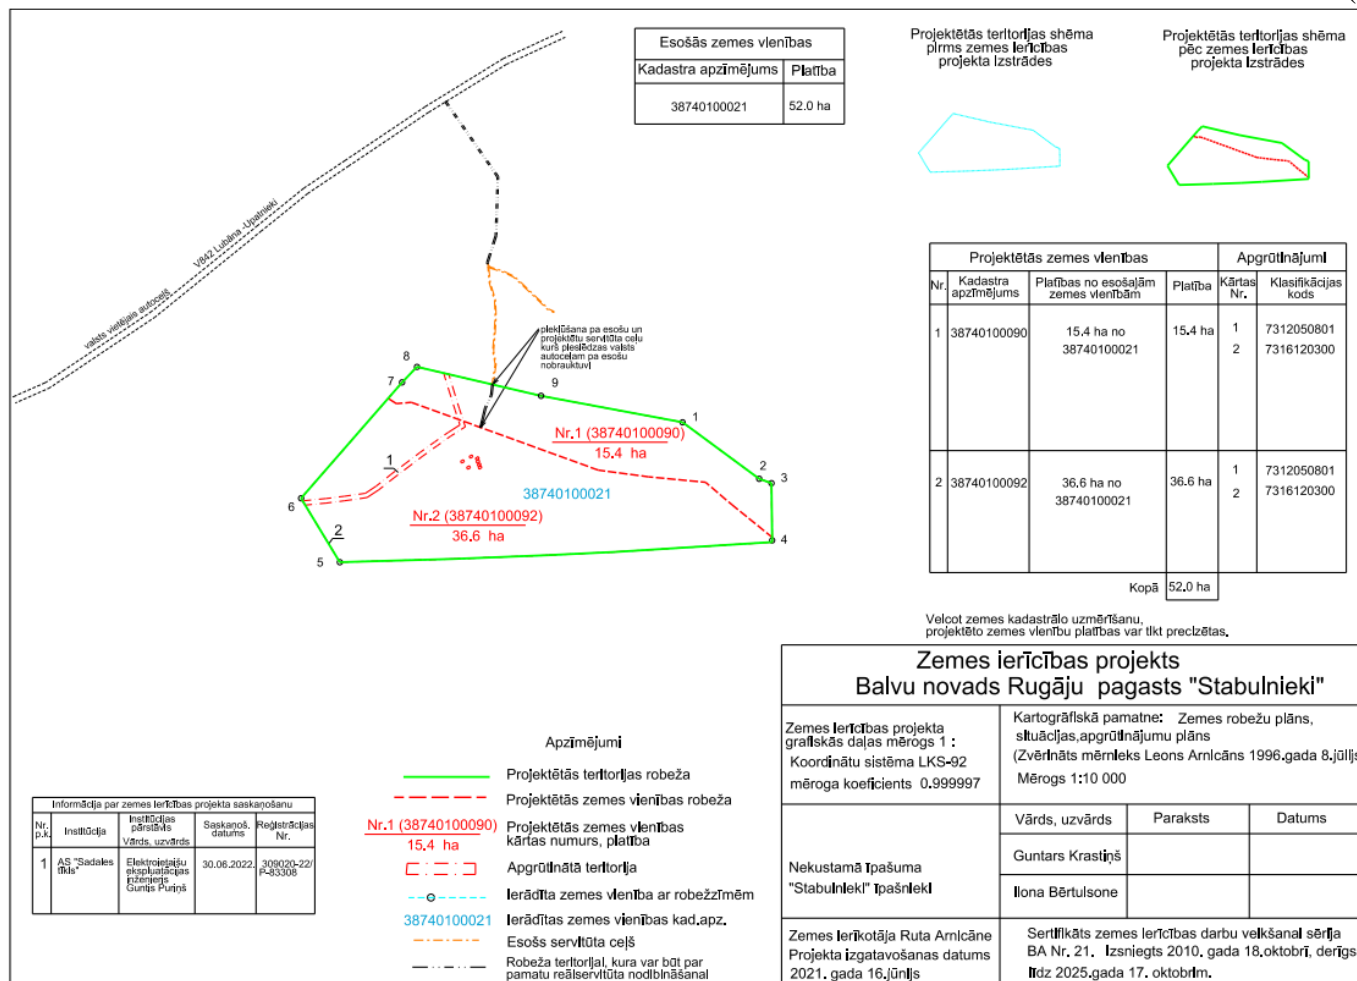 Esošās zemes vienības
Kadastra apzīmējums Platība
38740100021 52.0 ha
Projektētās teritorijas shēma
pirms zemes ierīcības
projekta izstrādes
Projektētās teritorijas shēma
pēc zemes ierīcības
projekta izstrādes
V842 Lubāna -Upatnieki
valsts vietējais autoceļš
piekļūšana pa esošu un
projektētu servitūta ceļu
kurš pieslēdzas valsts
autoceļam pa esošu
nobrauktuvi
8
7
9
1
2
3
4
5
6
1
2
Nr.1 (38740100090)
15.4 ha
38740100021
Nr.2 (38740100092)
36.6 ha
Projektētās zemes vienības Apgrūtinājumi
Nr. Kadastra apzīmējums Platības no esošajām zemes vienībām Platība Kārtas Nr. Klasifikācijas kods
1 38740100090 15.4 ha no 38740100021 15.4 ha 1 7312050801
2 7316120300
2 38740100092 36.6 ha no 38740100021 36.6 ha 1 7312050801
2 7316120300
Kopā 52.0 ha
Veicot zemes kadastrālo uzmērīšanu,
projektēto zemes vienību platības var tikt precizētas.
Zemes ierīcības projekts
Balvu novads Rugāju pagasts "Stabulnieki"
Zemes ierīcības projekta
grafiskās daļas mērogs 1 :
Koordinātu sistēma LKS-92
mēroga koeficients 0.999997
Kartogrāfiskā pamatne: Zemes robežu plāns,
situācijas,apgrūtinājumu plāns
(Zvērināts mērnieks Leons Arnicāns 1996.gada 8.jūlijs
Mērogs 1:10 000
Nekustamā īpašuma
"Stabulnieki" īpašnieki
Vārds, uzvārds Paraksts Datums
Guntars Krastiņš
Ilona Bērtulsone
Zemes ierīkotāja Ruta Arnicāne
Projekta izgatavošanas datums
2021. gada 16.jūnijs
Sertifikāts zemes ierīcības darbu veikšanai sērija
BA Nr. 21. Izsniegts 2010. gada 18.oktobrī, derīgs
līdz 2025.gada 17. oktobrim.
Apzīmējumi
Projektētās teritorijas robeža
Projektētās zemes vienības robeža
Nr.1 (38740100090)
15.4 ha
Projektētās zemes vienības
kārtas numurs, platība
Apgrūtinātā teritorija
Ierādīta zemes vienība ar robežzīmēm
38740100021 Ierādītas zemes vienības kad.apz.
Esošs servitūta ceļš
Robeža teritorijai, kura var būt par
pamatu reālservitūta nodibināšanai
Informācija par zemes ierīcības projekta saskaņošanu
Nr. p.k. Institūcija Institūcijas pārstāvis Vārds, uzvārds Saskaņoš. datums Reģistrācijas Nr.
1 AS "Sadales tīkls" Elektroietaišu ekspluatācijas inženieris Guntis Puriņš 30.06.2022. 309020-22/ P-83308